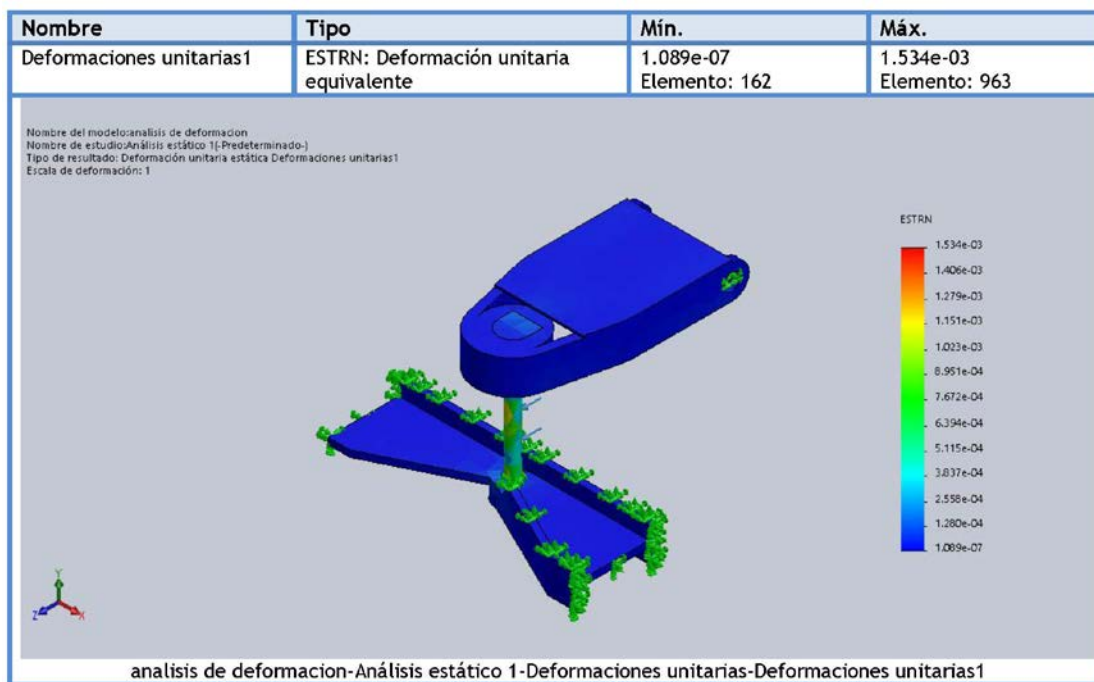 Nombre Tipo Mín. Máx.
Deformaciones unitarias1 ESTRN: Deformación unitaria equivalente 1.089e-07 Elemento: 162 1.534e-03 Elemento: 963
Nombre del modelo:analisis de deformacion
Nombre de estudio:Análisis estático 1(-Predeterminado-)
Tipo de resultado: Deformación unitaria estática Deformaciones unitarias1
Escala de deformación: 1
ESTRN
1.534e-03
1.406e-03
1.279e-03
1.151e-03
1.023e-03
8.951e-04
7.672e-04
6.394e-04
5.115e-04
3.837e-04
2.558e-04
1.280e-04
1.089e-07
Y
Z
X
analisis de deformacion-Análisis estático 1-Deformaciones unitarias-Deformaciones unitarias1